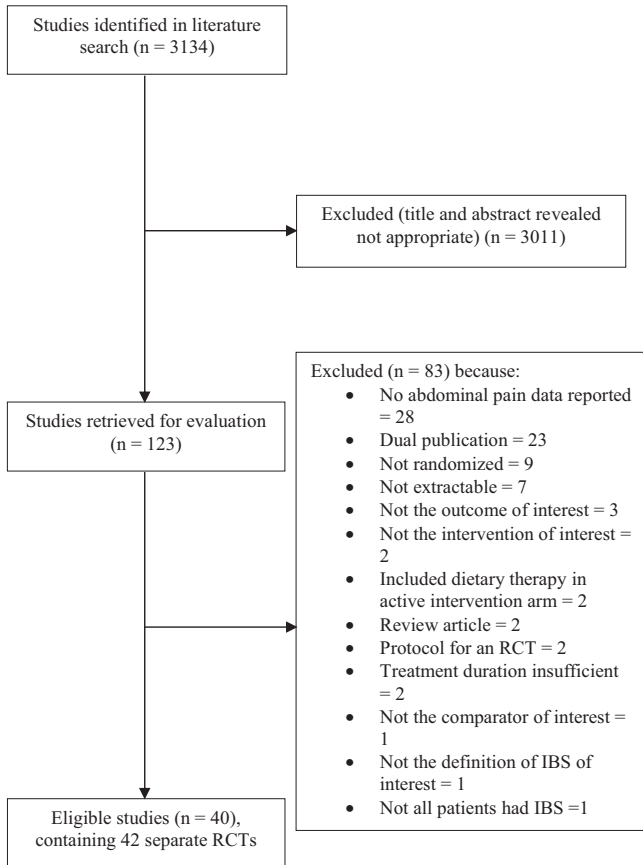 Studies identified in literature
search (n = 3134)
Excluded (title and abstract revealed
not appropriate) (n = 3011)
Studies retrieved for evaluation
(n = 123)
Excluded (n = 83) because:
• No abdominal pain data reported
= 28
• Dual publication = 23
• Not randomized = 9
• Not extractable = 7
• Not the outcome of interest = 3
• Not the intervention of interest =
2
• Included dietary therapy in
active intervention arm = 2
• Review article = 2
• Protocol for an RCT = 2
• Treatment duration insufficient
= 2
• Not the comparator of interest =
1
• Not the definition of IBS of
interest = 1
• Not all patients had IBS =1
Eligible studies (n = 40),
containing 42 separate RCTs